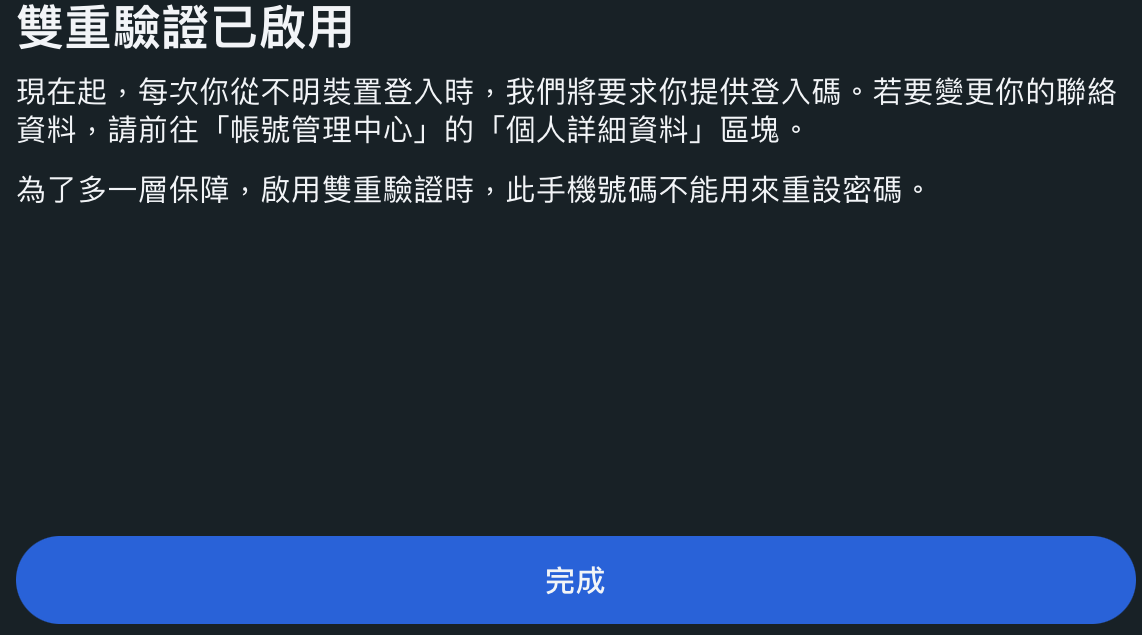 雙重驗證已啟用
現在起，每次你從不明裝置登入時，我們將要求你提供登入碼。若要變更你的聯絡
資料，請前往「帳號管理中心」的「個人詳細資料」區塊。
為了多一層保障，啟用雙重驗證時，此手機號碼不能用來重設密碼。
完成